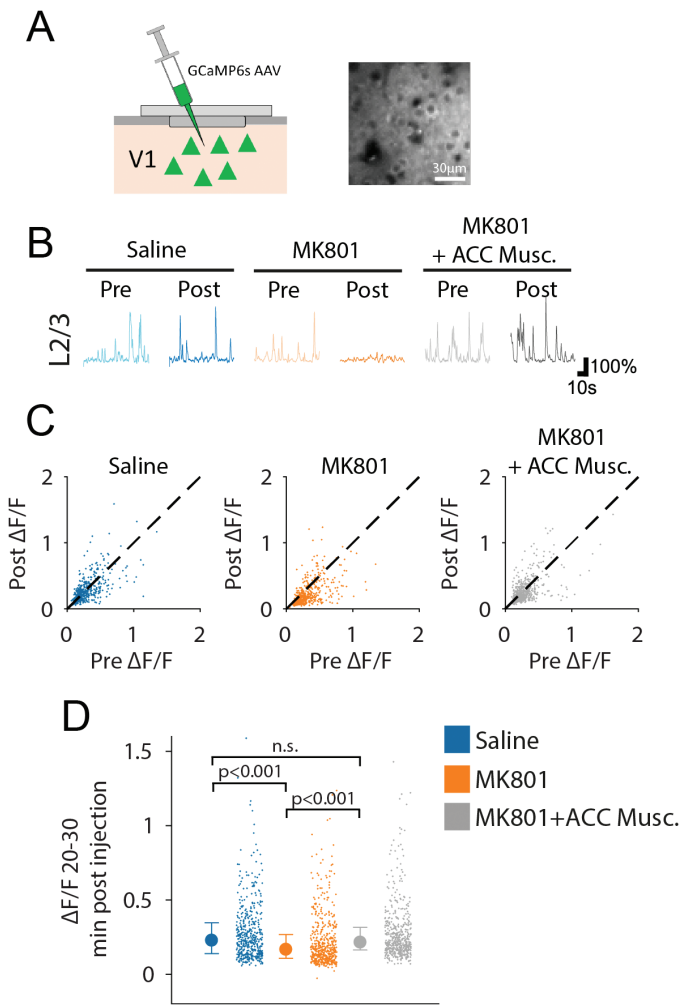 A
GCaMP6s AAV
V1
30µm
B
Saline
MK801
MK801
+ ACC Musc.
Pre
Post
Pre
Post
Pre
Post
L2/3
100%
10s
C
Saline
MK801
MK801
+ ACC Musc.
2
1
0
Post ΔF/F
0
1
2
Pre ΔF/F
2
1
0
Post ΔF/F
0
1
2
Pre ΔF/F
2
1
0
Post ΔF/F
0
1
2
Pre ΔF/F
D
ΔF/F 20-30
min post injection
1.5
1
0.5
0
n.s.
p<0.001
p<0.001
Saline
MK801
MK801+ACC Musc.